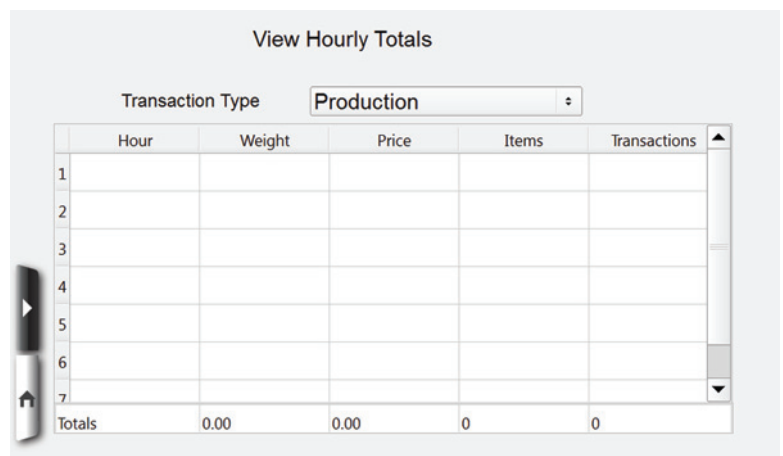 View Hourly Totals
Transaction Type Production
Hour Weight Price Items Transactions
1
2
3
4
5
6
7
Totals 0.00 0.00 0 0